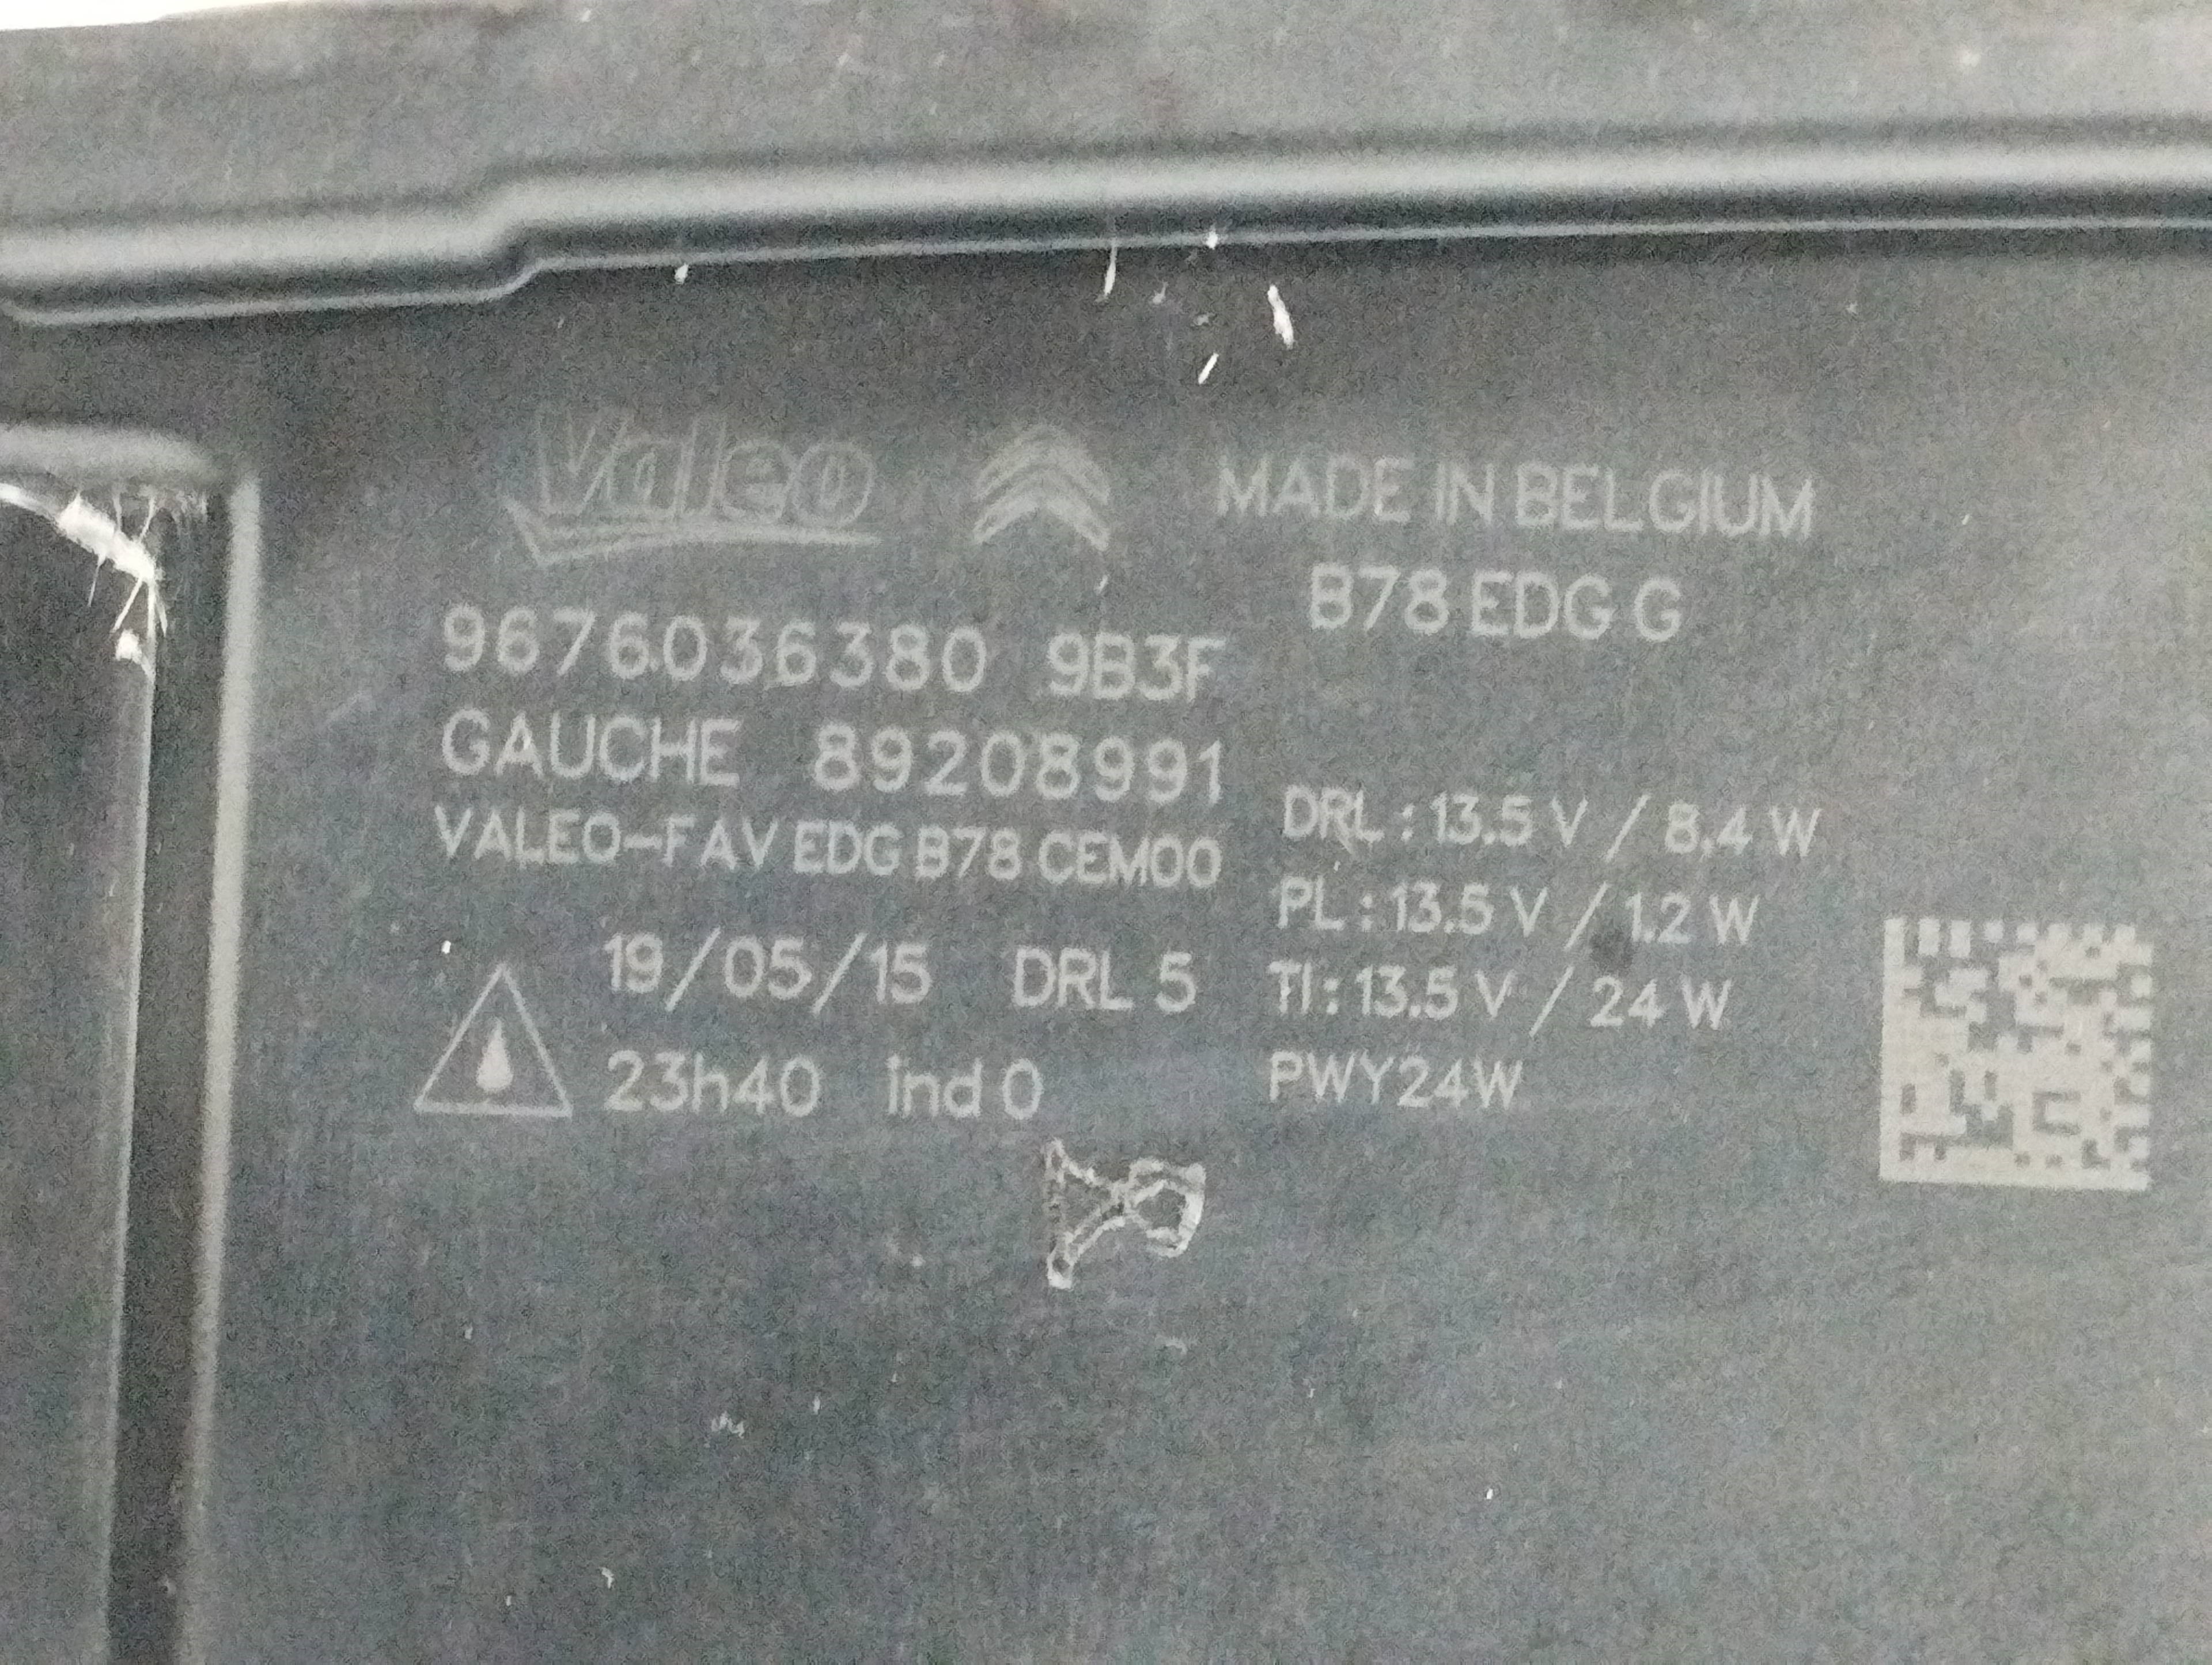 Valeo MADE IN BELGIUM
B78 EDG G
9676036380 9B3F
GAUCHE 89208991
VALEO-FAV EDG B78 CEM00
19/05/15 DRL 5
23h40 ind 0
DRL : 13.5 V / 8.4 W
PL : 13.5 V / 1.2 W
TI : 13.5 V / 24 W
PWY24W